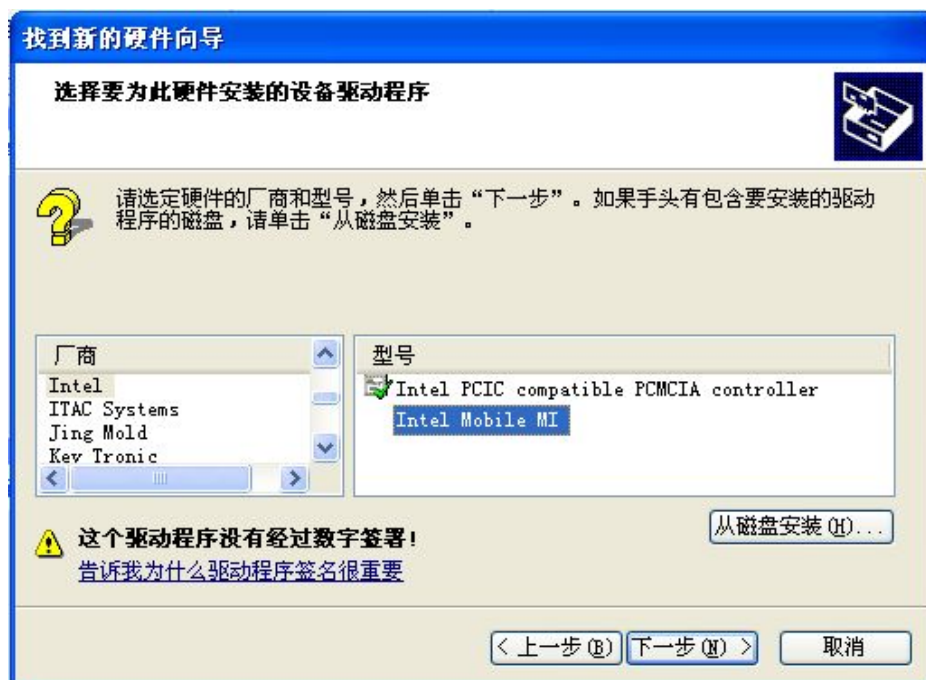 找到新的硬件向导
选择要为此硬件安装的设备驱动程序
请选定硬件的厂商和型号，然后单击“下一步”。如果手头有包含要安装的驱动
程序的磁盘，请单击“从磁盘安装”。
厂商
Intel
ITAC Systems
Jing Mold
Key Tronic
型号
Intel PCIC compatible PCMCIA controller
Intel Mobile MI
这个驱动程序没有经过数字签署!
告诉我为什么驱动程序签名很重要
从磁盘安装(H)...
< 上一步(B)
下一步(N) >
取消